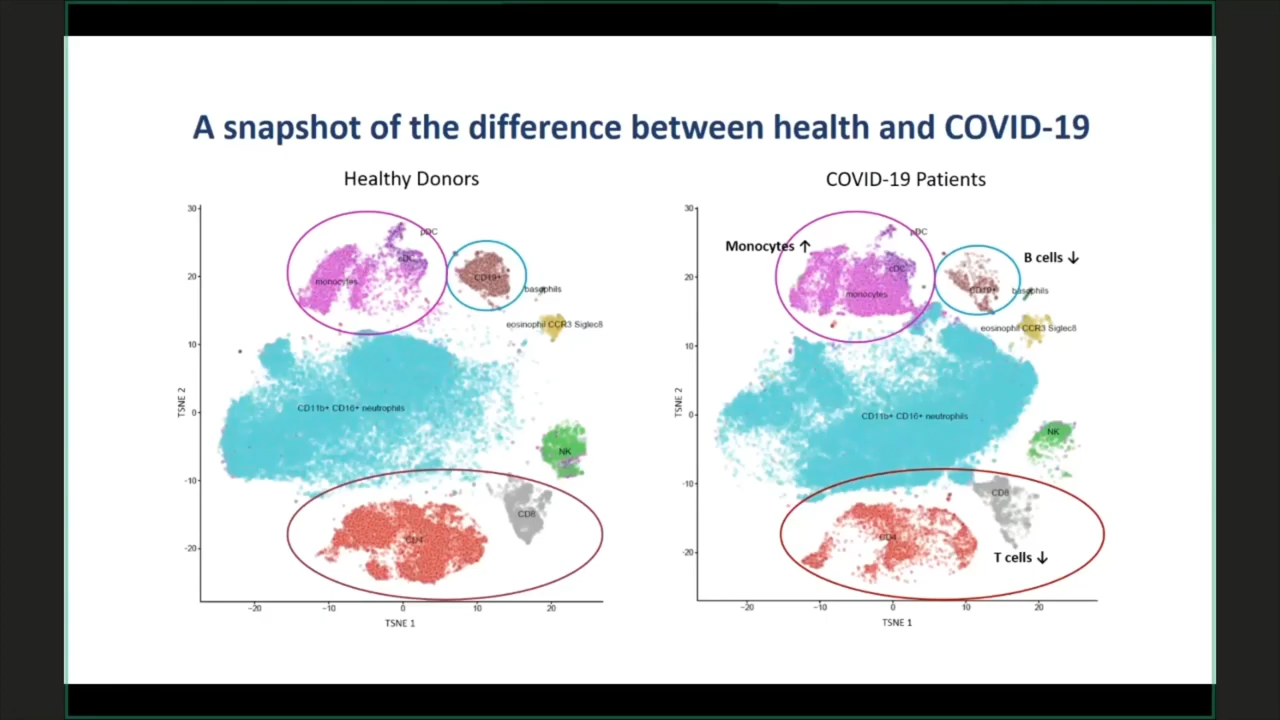 A snapshot of the difference between health and COVID-19
Healthy Donors
30
20
10
0
-10
-20
TSNE 2
-20
-10
0
10
20
TSNE 1
pDC
cDC
monocytes
CD19+
basophils
eosinophil CCR3 Siglec8
CD11b+ CD16+ neutrophils
NK
CD8
CD4
COVID-19 Patients
30
20
10
0
-10
-20
TSNE 2
-20
-10
0
10
20
TSNE 1
Monocytes ↑
pDC
cDC
monocytes
B cells ↓
CD19+
basophils
eosinophil CCR3 Siglec8
CD11b+ CD16+ neutrophils
NK
CD8
CD4
T cells ↓